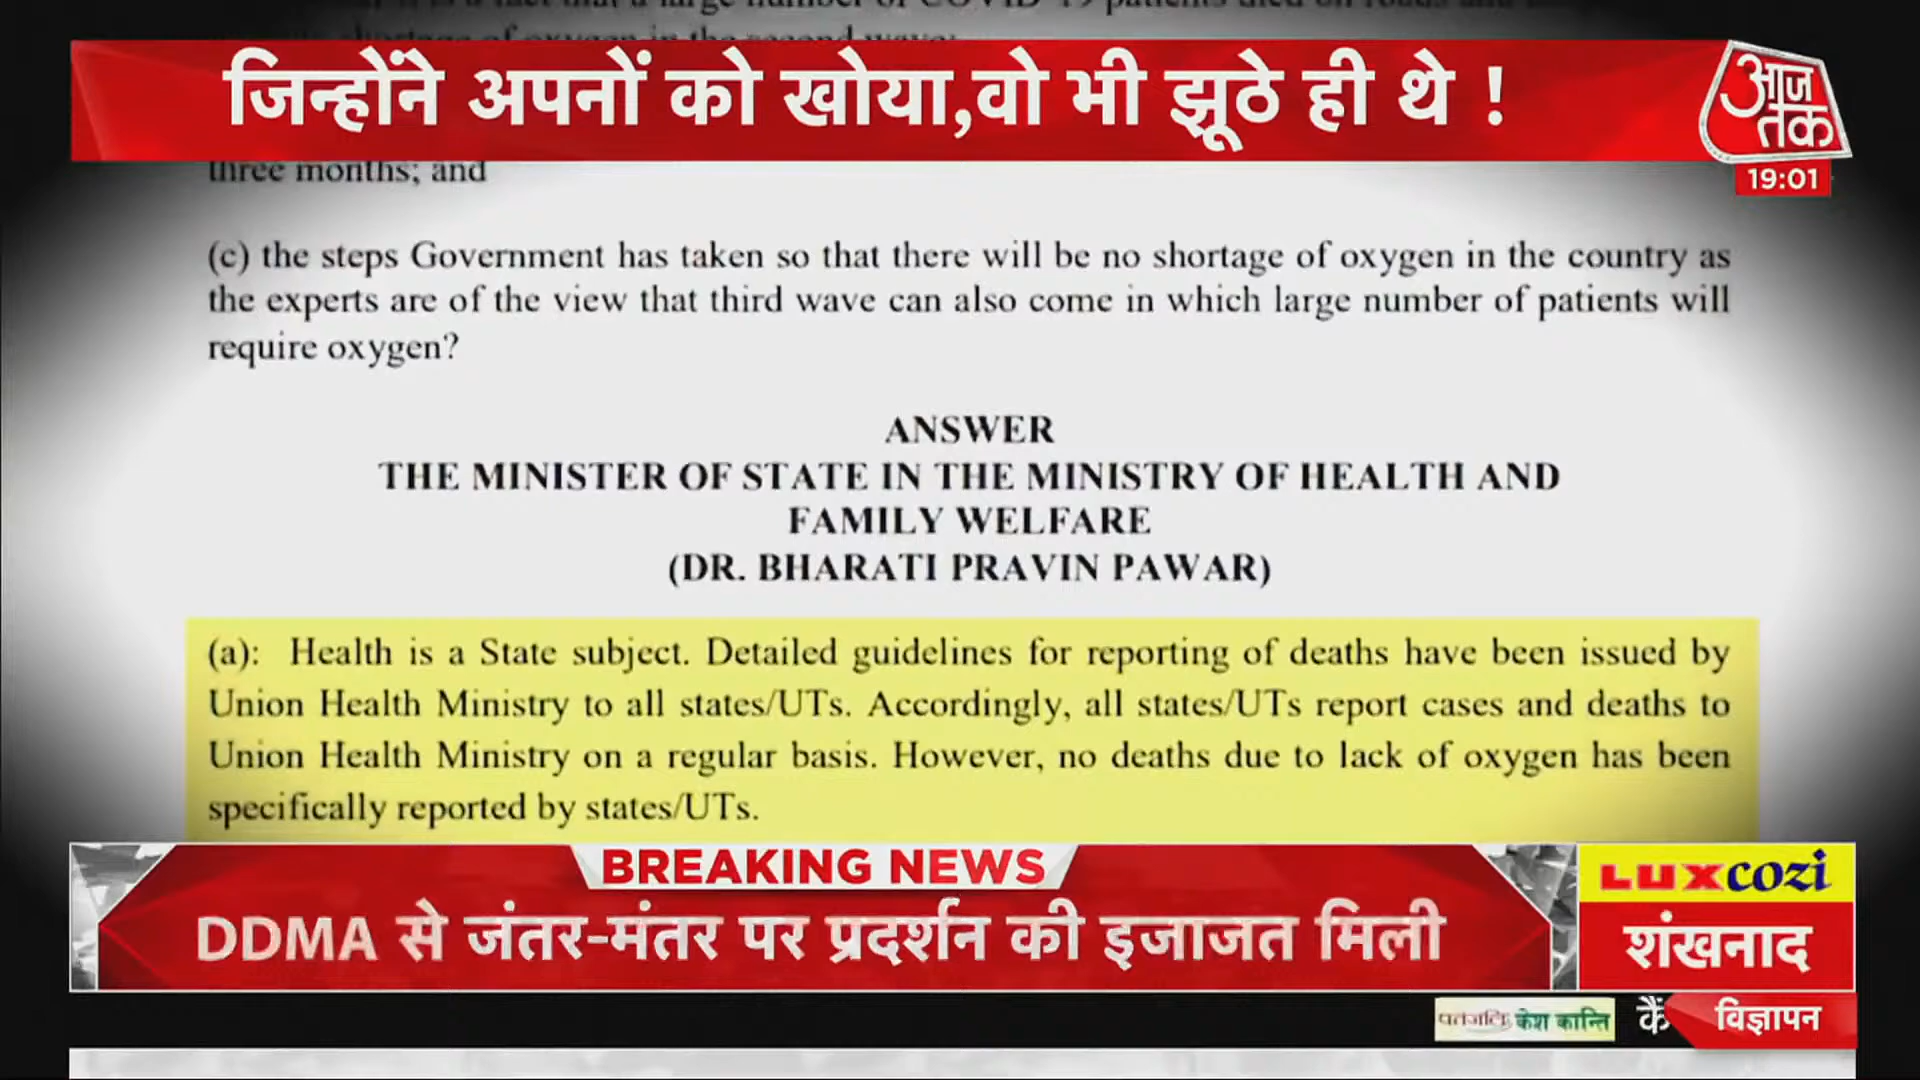 जिन्होंने अपनों को खोया,वो भी झूठे ही थे !
आज तक
19:01
three months; and
(c) the steps Government has taken so that there will be no shortage of oxygen in the country as
the experts are of the view that third wave can also come in which large number of patients will
require oxygen?
ANSWER
THE MINISTER OF STATE IN THE MINISTRY OF HEALTH AND
FAMILY WELFARE
(DR. BHARATI PRAVIN PAWAR)
(a): Health is a State subject. Detailed guidelines for reporting of deaths have been issued by
Union Health Ministry to all states/UTs. Accordingly, all states/UTs report cases and deaths to
Union Health Ministry on a regular basis. However, no deaths due to lack of oxygen has been
specifically reported by states/UTs.
BREAKING NEWS
DDMA से जंतर-मंतर पर प्रदर्शन की इजाजत मिली
LUX cozi
शंखनाद
पतंजलि केश कान्ति
विज्ञापन